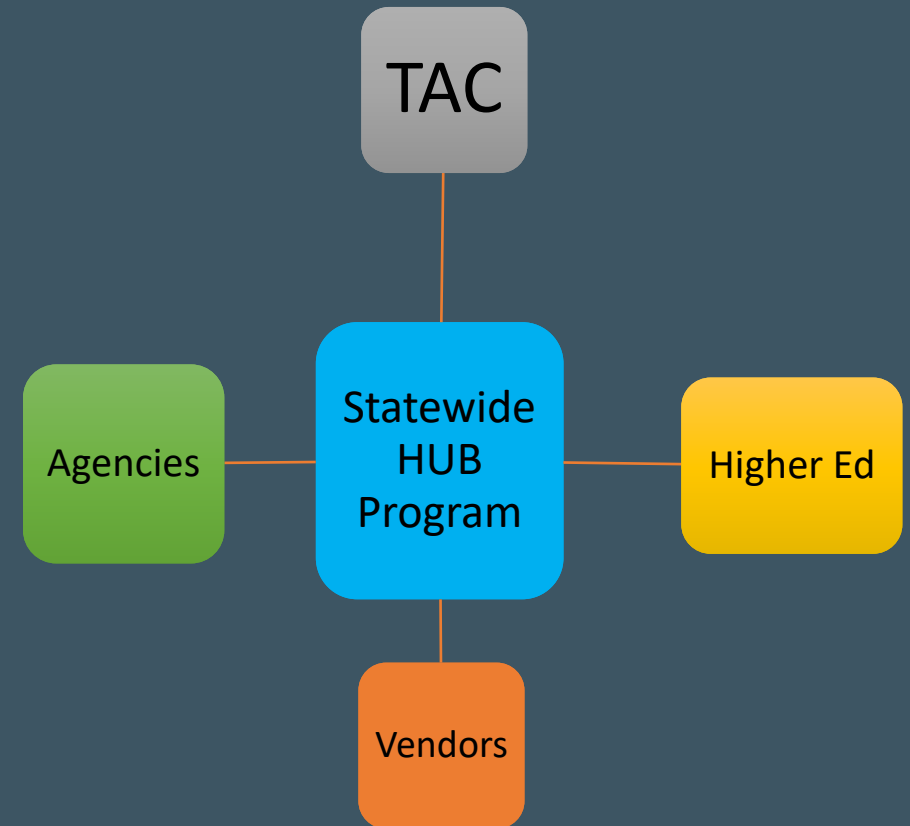 TAC
Statewide
HUB
Program
Agencies
Higher Ed
Vendors